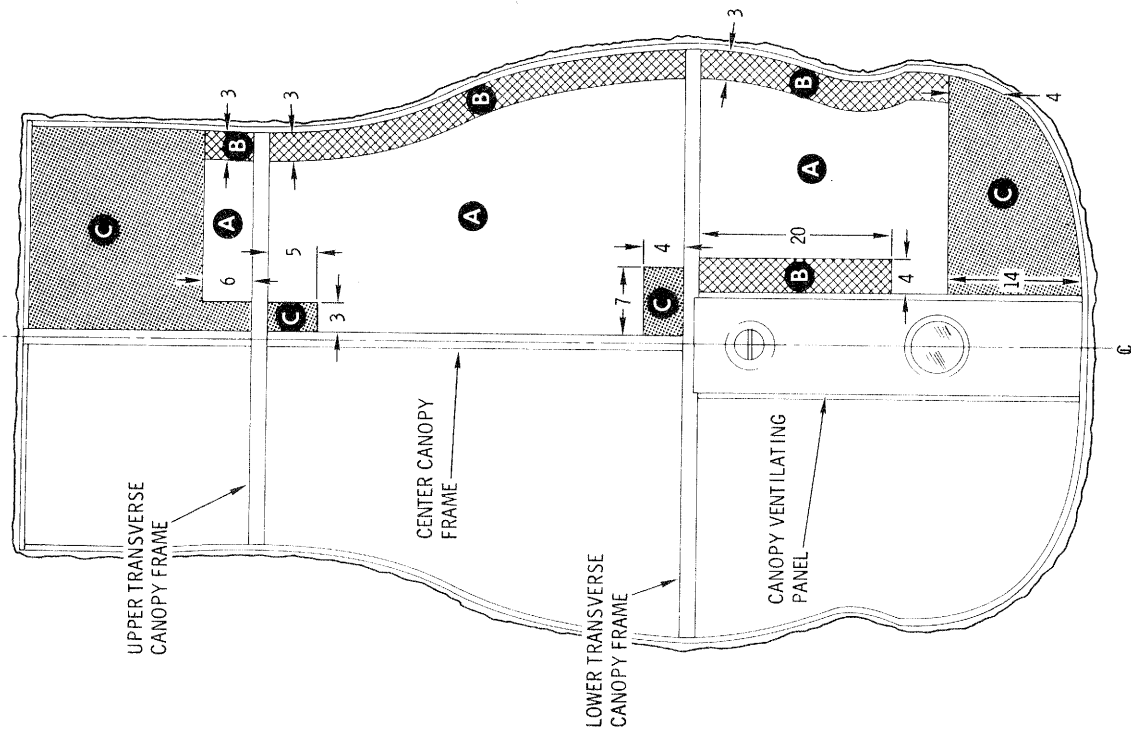 3
3
3
B
B
B
C
A
A
A
6
5
C
3
7
4
C
20
B
4
4
C
14
UPPER TRANSVERSE
CANOPY FRAME
CENTER CANOPY
FRAME
LOWER TRANSVERSE
CANOPY FRAME
CANOPY VENTILATING
PANEL
℄